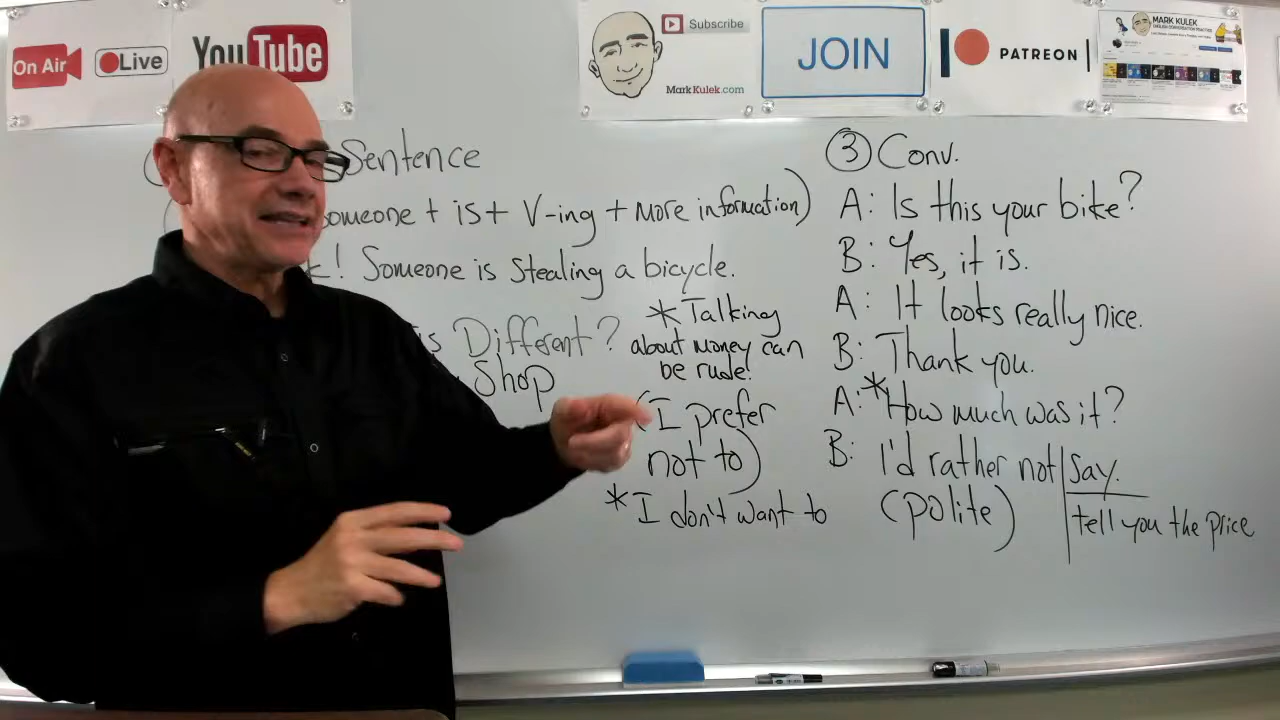 On Air
Live
YouTube
Subscribe
MarkKulek.com
JOIN
PATREON
MARK KULEK
Sentence
Someone + is + V-ing + More information)
! Someone is stealing a bicycle.
is Different?
Shop
* Talking
about money can
be rude!
(I prefer
not to)
* I don't want to
③ Conv.
A: Is this your bike?
B: Yes, it is.
A: It looks really nice.
B: Thank you.
A: * How much was it?
B: I'd rather not say.
(polite) tell you the price